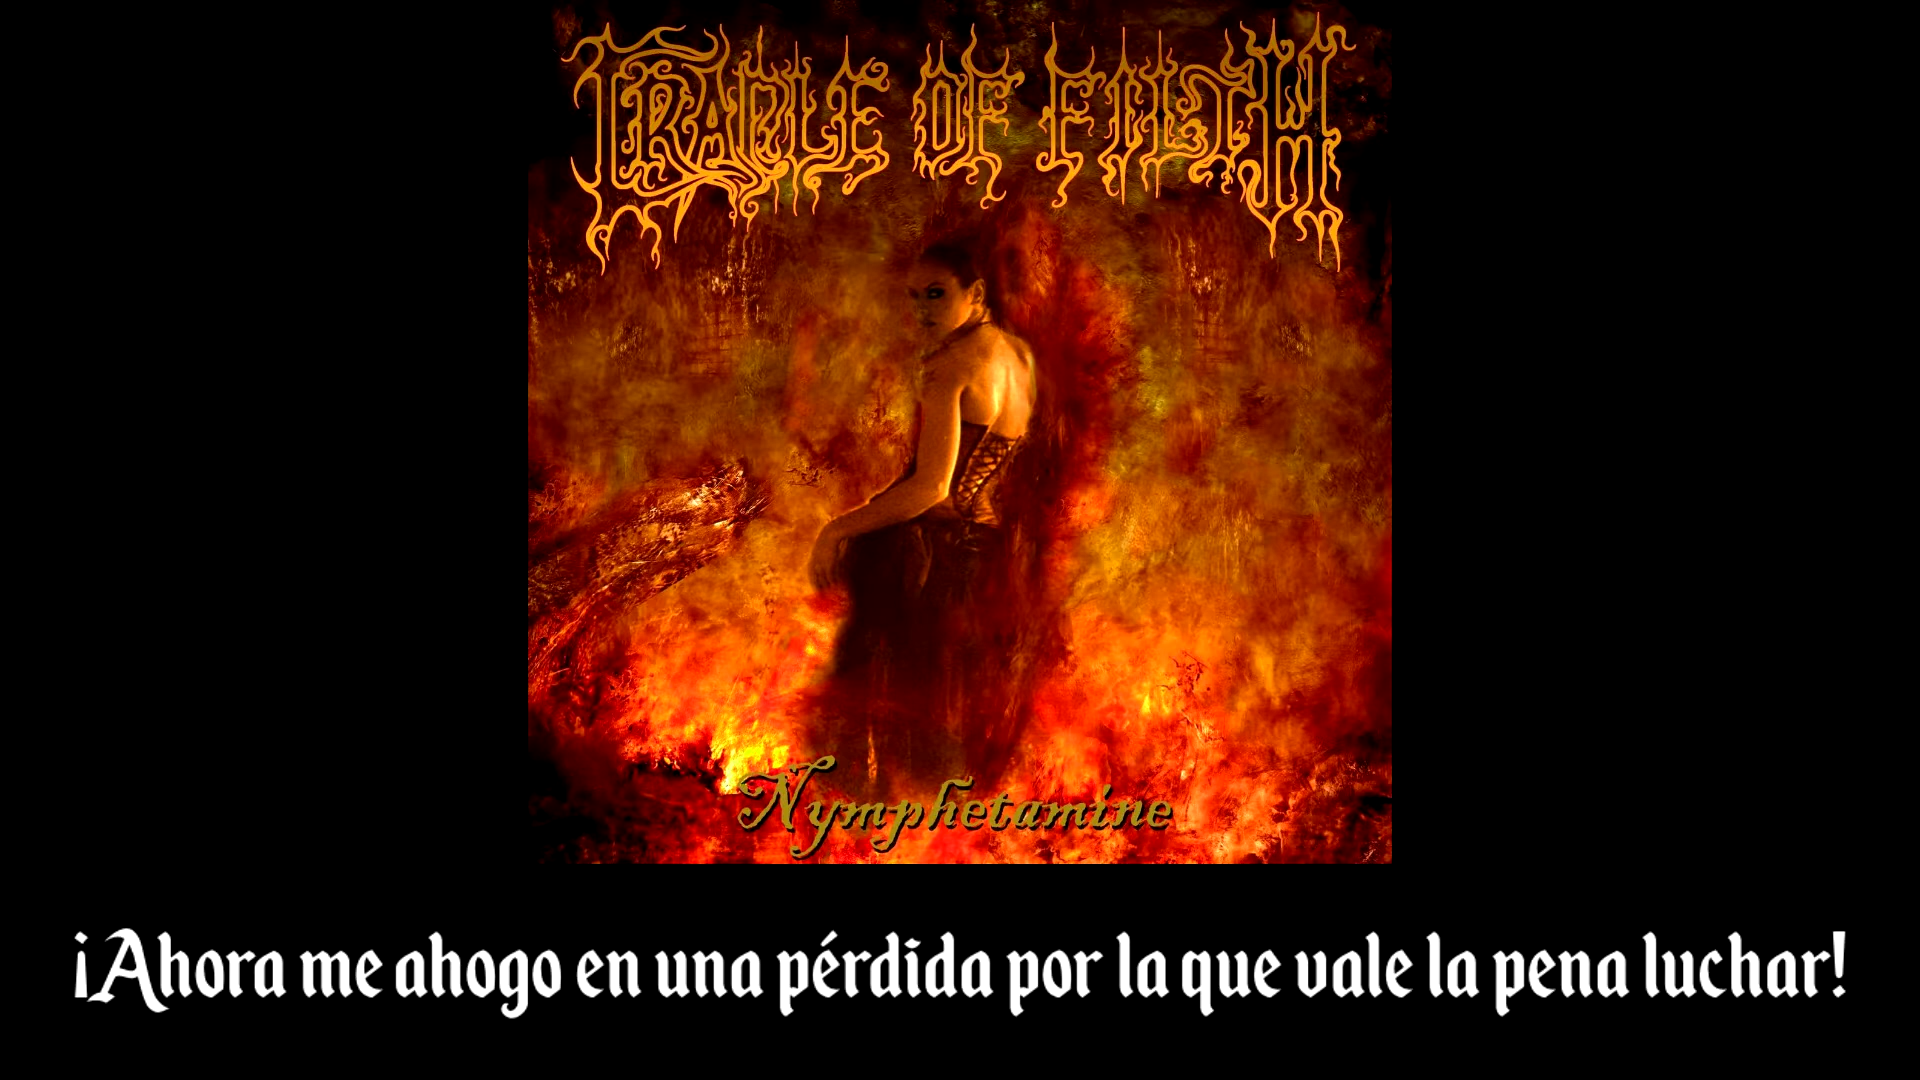 CRADLE OF FILTH
Nymphetamine
¡Ahora me ahogo en una pérdida por la que vale la pena luchar!